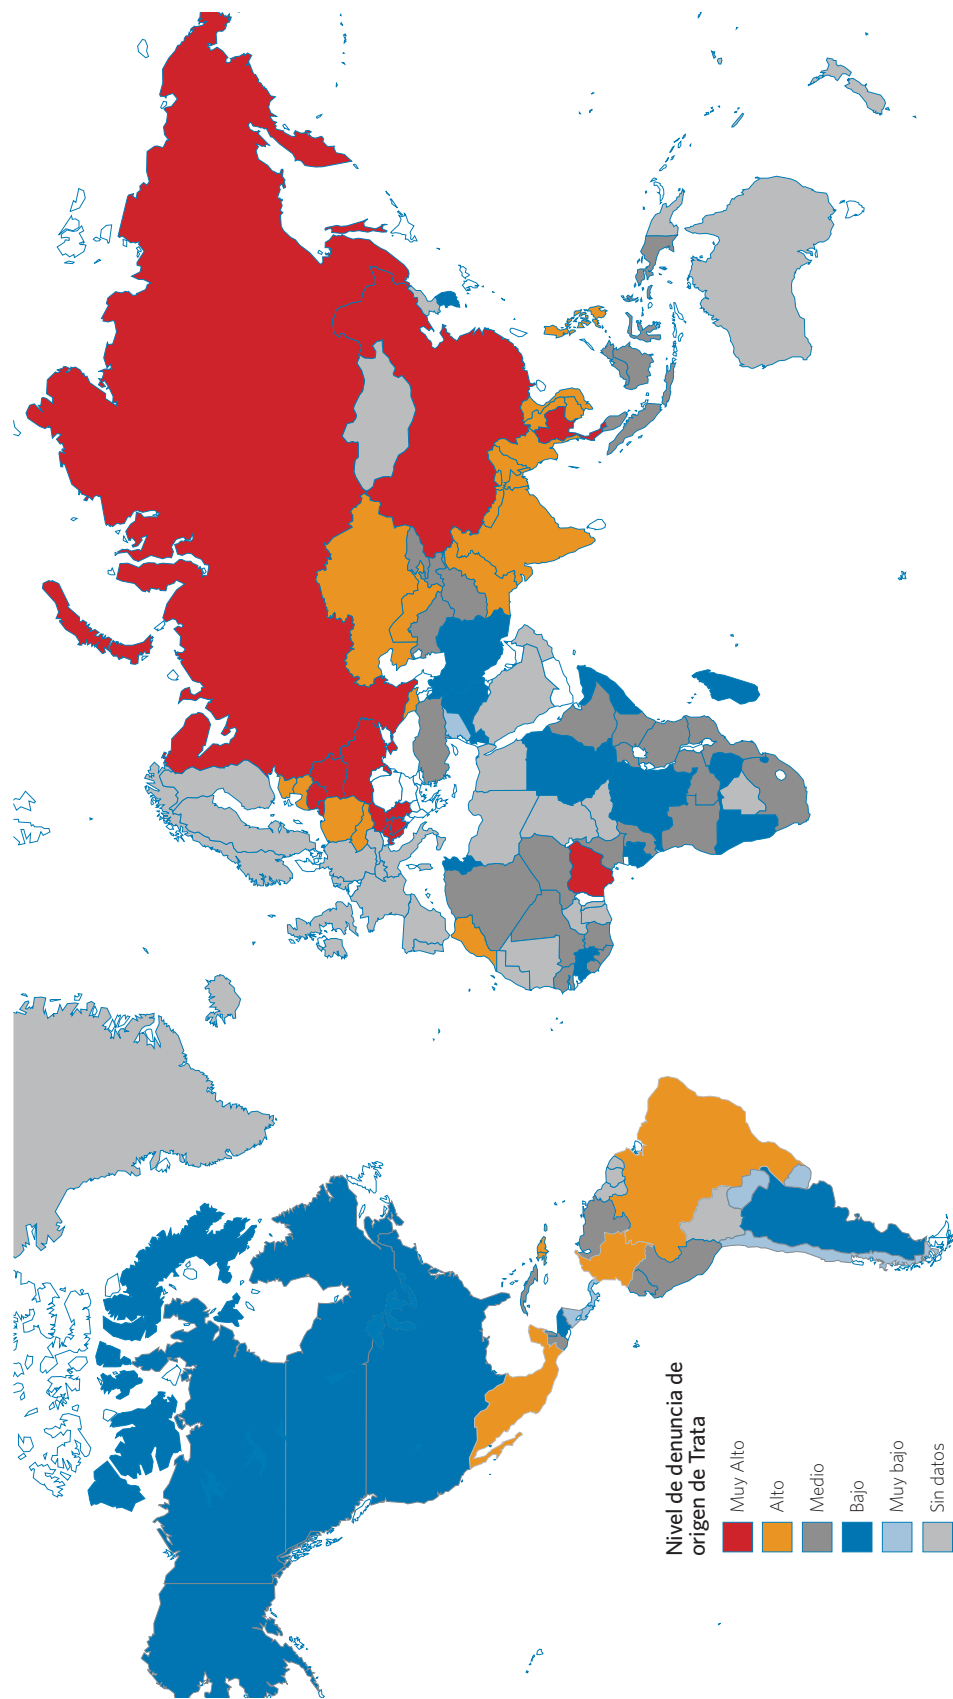 Nivel de denuncia de
origen de Trata
Muy Alto
Alto
Medio
Bajo
Muy bajo
Sin datos